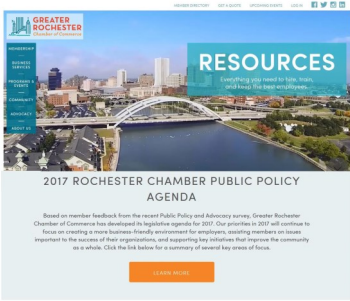 MEMBER DIRECTORY GET A QUOTE UPCOMING EVENTS LOG IN
GREATER
ROCHESTER
Chamber of Commerce
MEMBERSHIP
BUSINESS
SERVICES
PROGRAMS &
EVENTS
COMMUNITY
ADVOCACY
ABOUT US
RESOURCES
Everything you need to hire, train,
and keep the best employees.
2017 ROCHESTER CHAMBER PUBLIC POLICY
AGENDA
Based on member feedback from the recent Public Policy and Advocacy survey, Greater Rochester
Chamber of Commerce has developed its legislative agenda for 2017. Our priorities in 2017 will continue to
focus on creating a more business-friendly environment for employers, assisting members on issues
important to the success of their organizations, and supporting key initiatives that improve the community
as a whole. Click the link below for a summary of several key areas of focus.
LEARN MORE